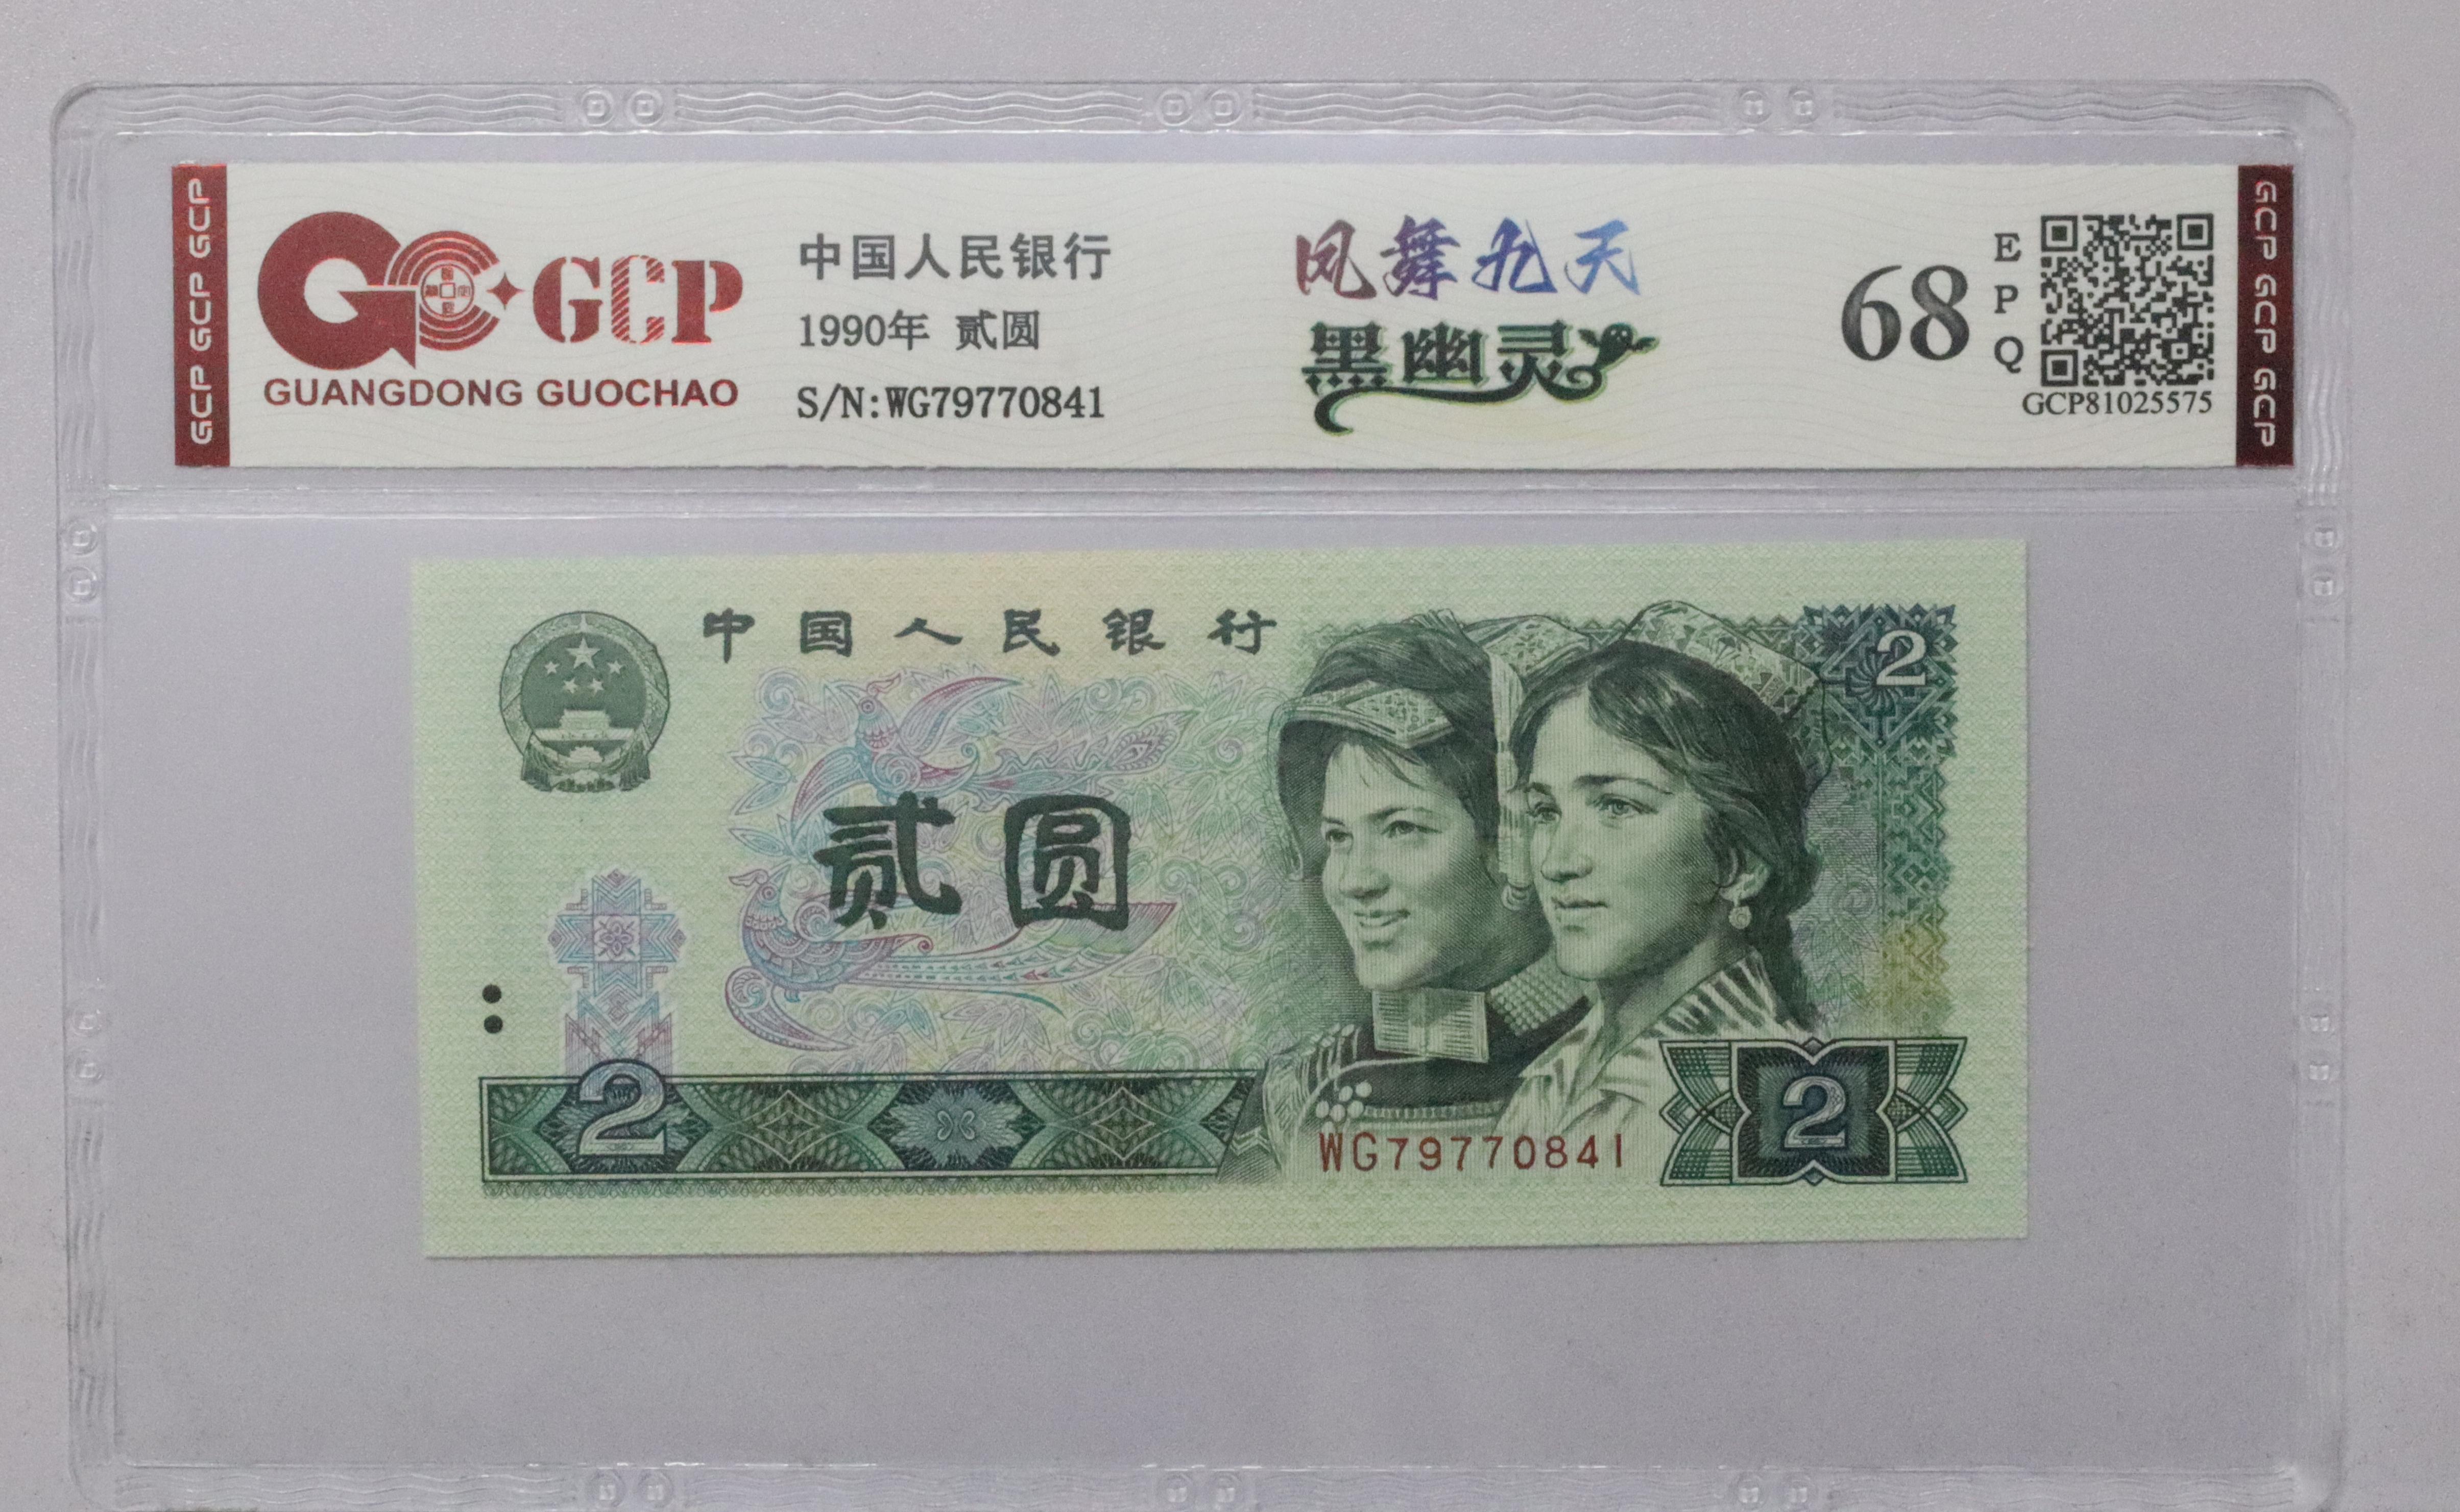 GCP GCP GCP
GCP
GUANGDONG GUOCHAO
中国人民银行
1990年 贰圆
S/N:WG79770841
凤舞九天
黑幽灵
68
EPQ
GCP81025575
GCP GCP GCP
中国人民银行
2
贰圆
2
WG79770841
2